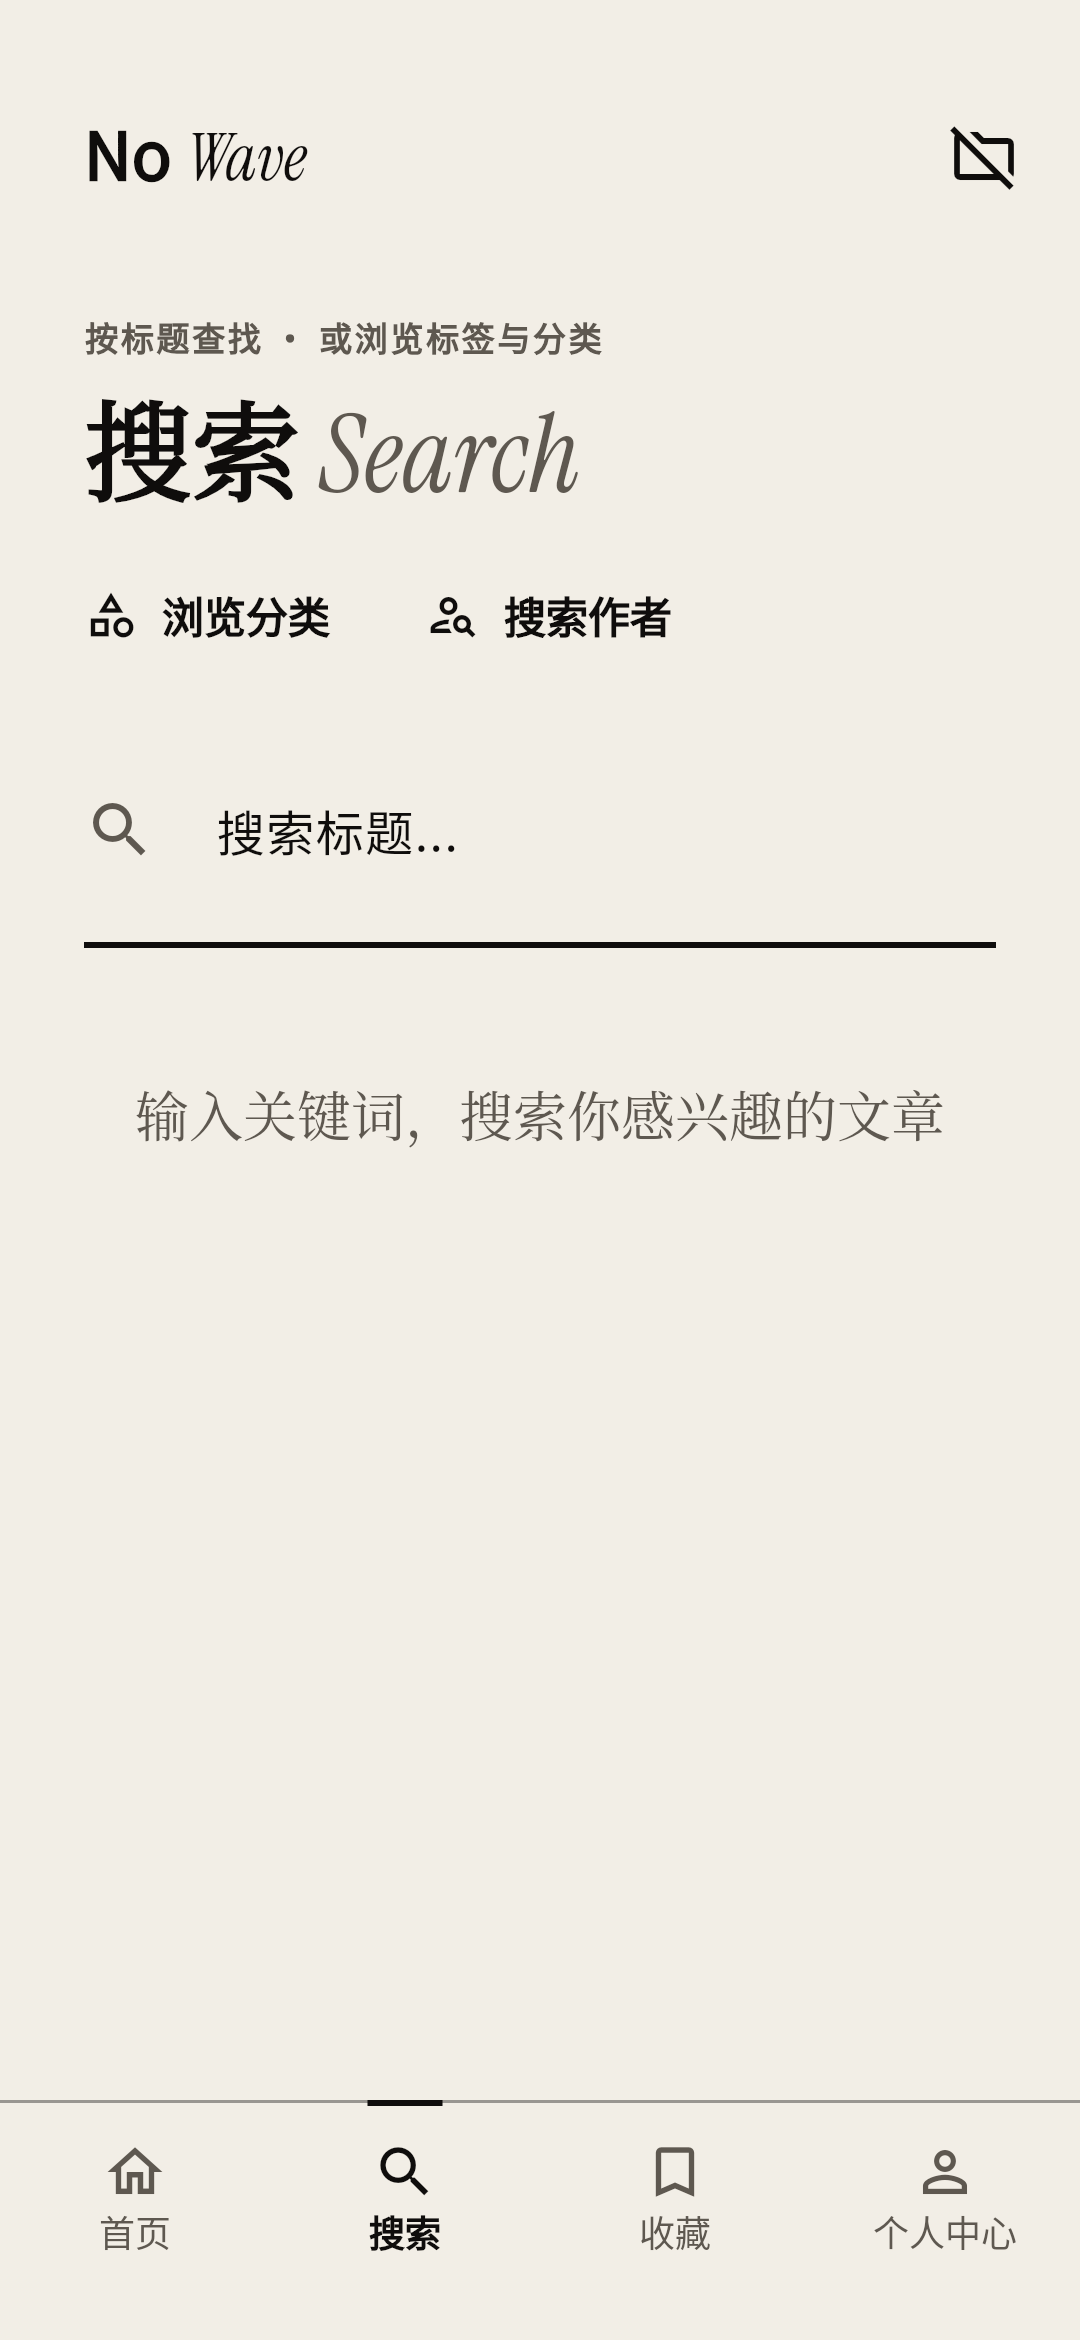 No Wave
按标题查找 · 或浏览标签与分类
搜索 Search
浏览分类 搜索作者
搜索标题...
输入关键词，搜索你感兴趣的文章
首页 搜索 收藏 个人中心